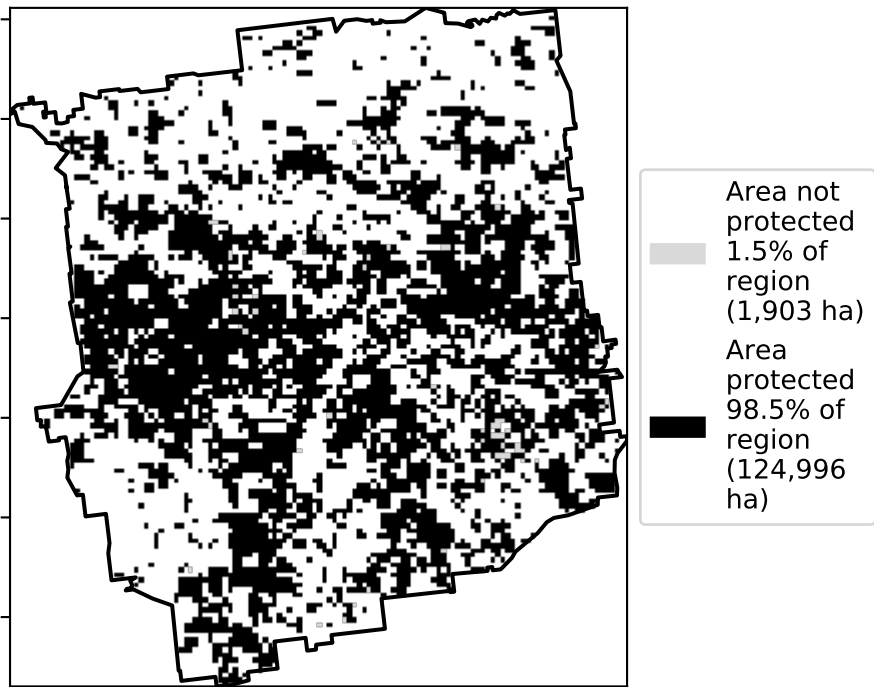 Area not
protected
1.5% of
region
(1,903 ha)
Area
protected
98.5% of
region
(124,996
ha)